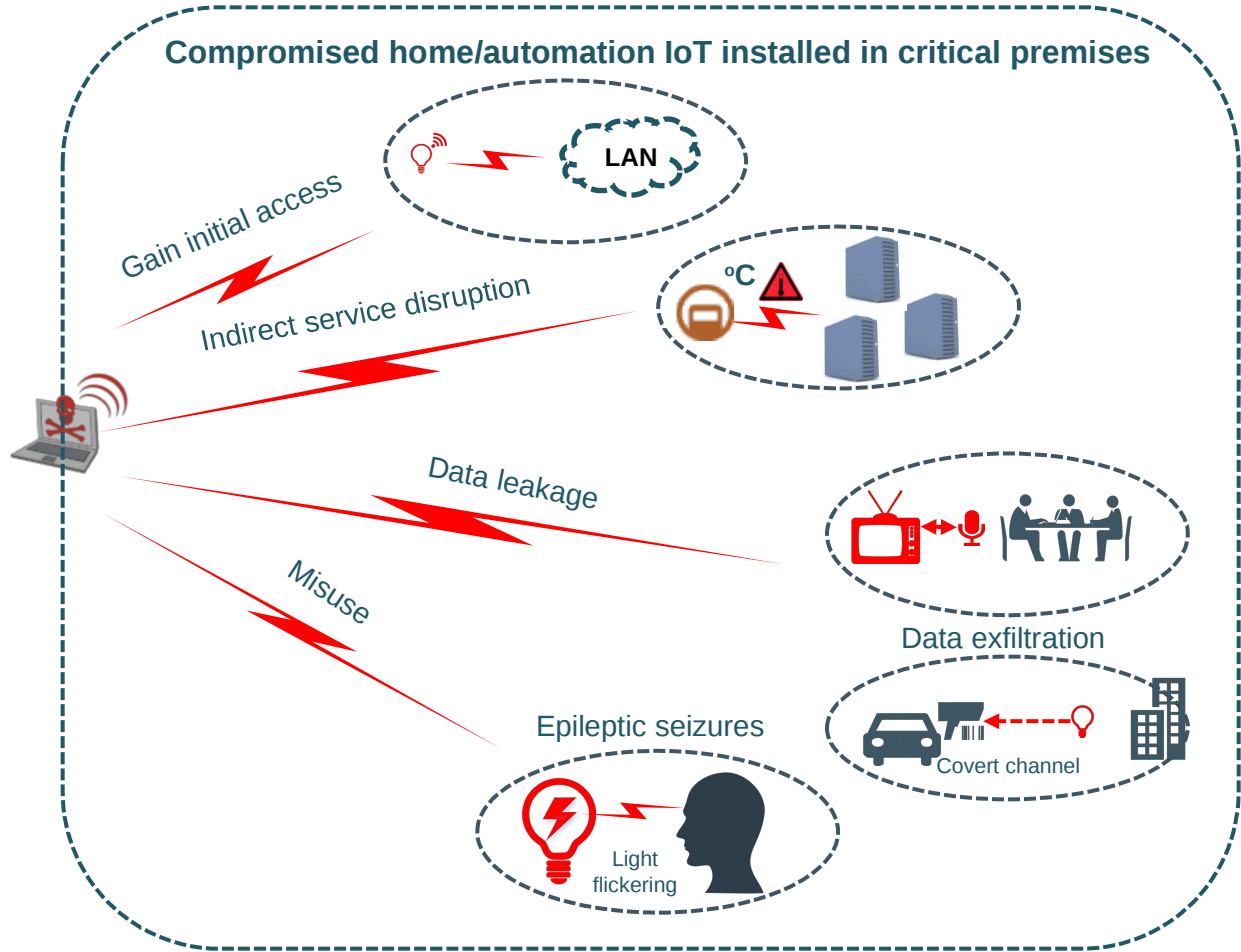 Compromised home/automation IoT installed in critical premises
LAN
Gain initial access
ºC
Indirect service disruption
Data leakage
Misuse
Data exfiltration
Covert channel
Epileptic seizures
Light
flickering